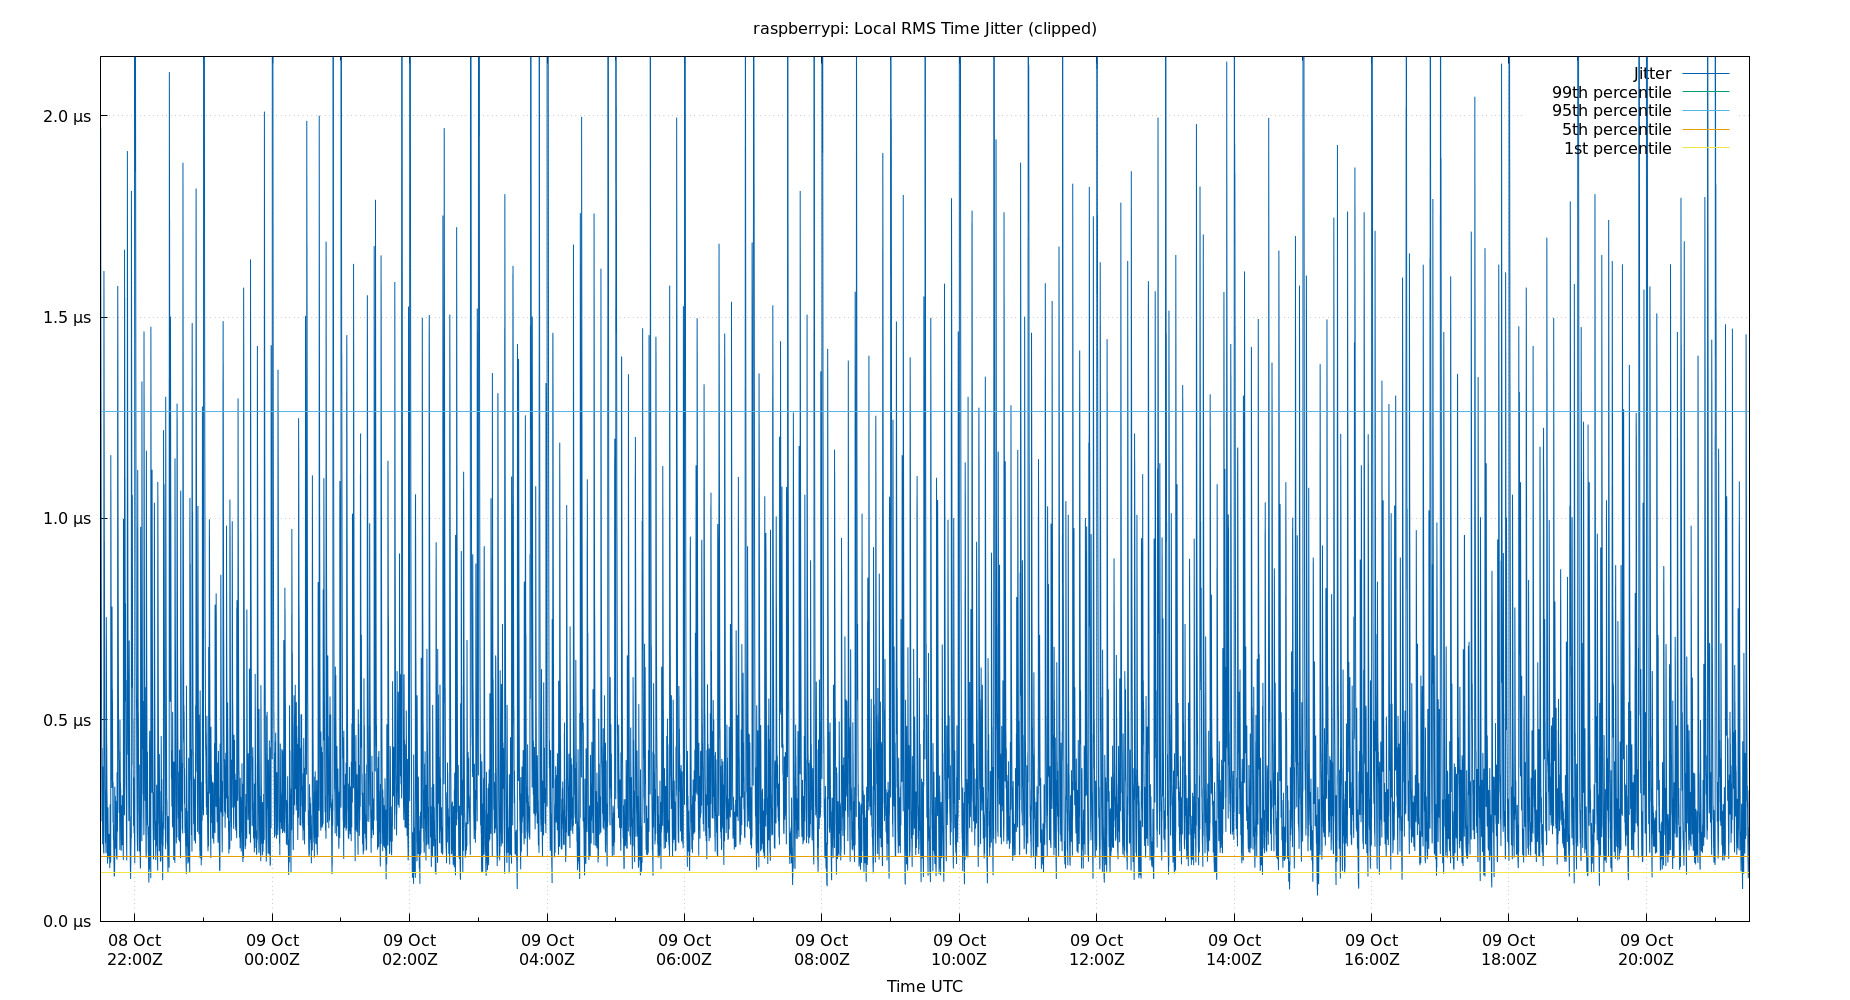 raspberrypi: Local RMS Time Jitter (clipped)
Jitter
99th percentile
95th percentile
5th percentile
1st percentile
2.0 µs
1.5 µs
1.0 µs
0.5 µs
0.0 µs
08 Oct 09 Oct 09 Oct 09 Oct 09 Oct 09 Oct 09 Oct 09 Oct 09 Oct 09 Oct 09 Oct 09 Oct
22:00Z 00:00Z 02:00Z 04:00Z 06:00Z 08:00Z 10:00Z 12:00Z 14:00Z 16:00Z 18:00Z 20:00Z
Time UTC